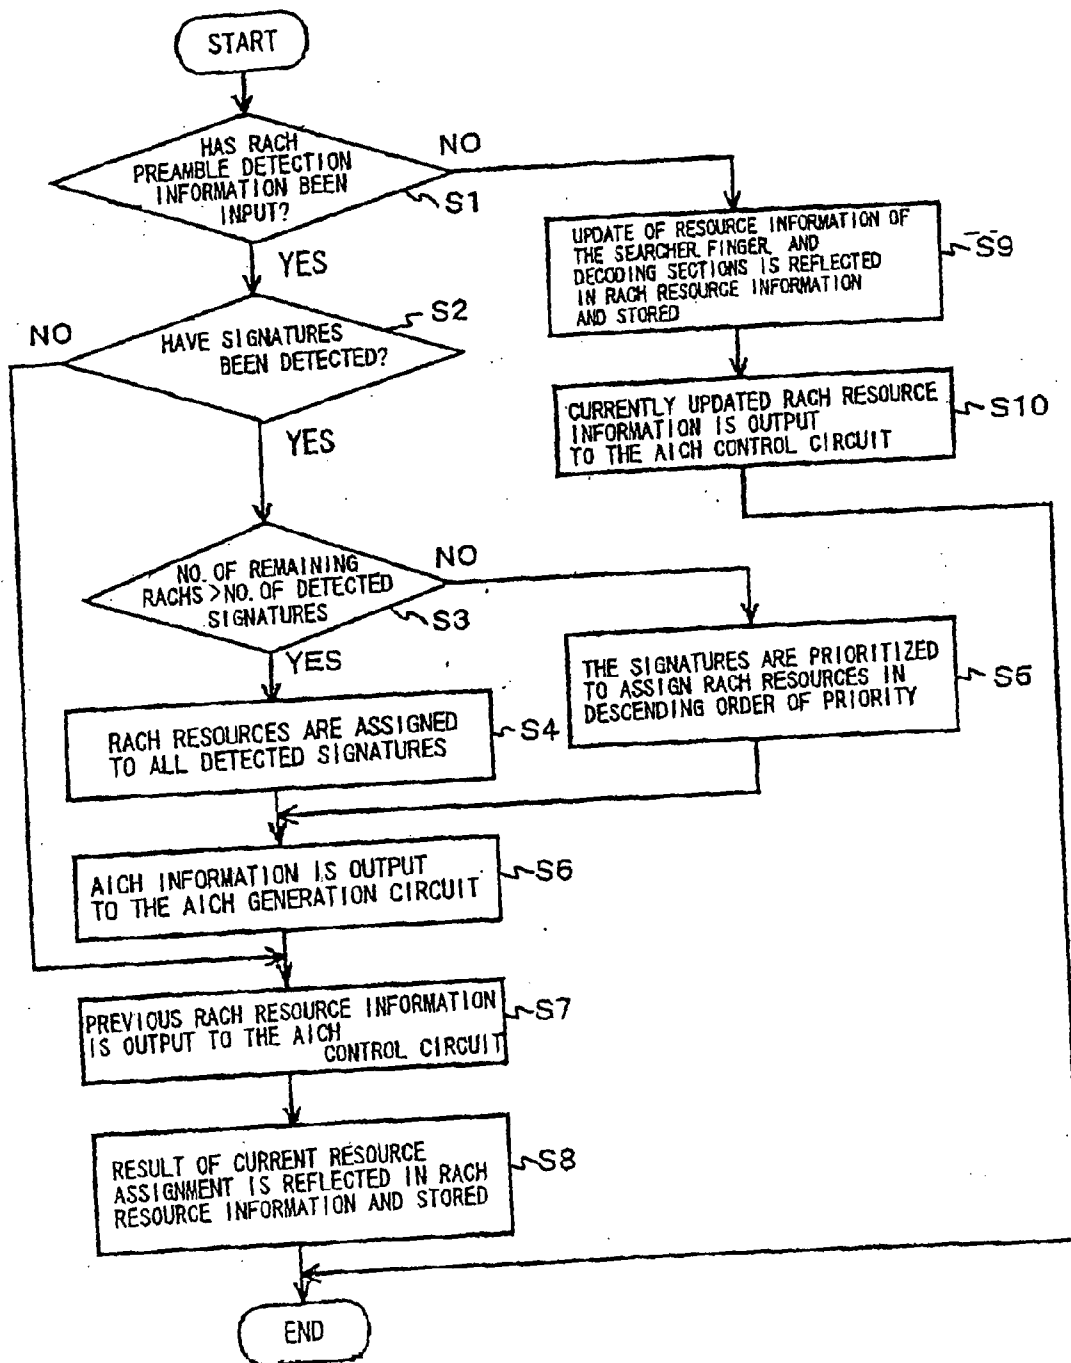 START
HAS RACH
PREAMBLE DETECTION
INFORMATION BEEN
INPUT?
NO
S1
YES
UPDATE OF RESOURCE INFORMATION OF
THE SEARCHER FINGER AND
DECODING SECTIONS IS REFLECTED
IN RACH RESOURCE INFORMATION
AND STORED
S9
NO
S2
HAVE SIGNATURES
BEEN DETECTED?
YES
CURRENTLY UPDATED RACH RESOURCE
INFORMATION IS OUTPUT
TO THE AICH CONTROL CIRCUIT
S10
NO. OF REMAINING
RACHS >NO. OF DETECTED
SIGNATURES
NO
S3
YES
THE SIGNATURES ARE PRIORITIZED
TO ASSIGN RACH RESOURCES IN
DESCENDING ORDER OF PRIORITY
S5
RACH RESOURCES ARE ASSIGNED
TO ALL DETECTED SIGNATURES
S4
AICH INFORMATION IS OUTPUT
TO THE AICH GENERATION CIRCUIT
S6
PREVIOUS RACH RESOURCE INFORMATION
IS OUTPUT TO THE AICH
CONTROL CIRCUIT
S7
RESULT OF CURRENT RESOURCE
ASSIGNMENT IS REFLECTED IN RACH
RESOURCE INFORMATION AND STORED
S8
END